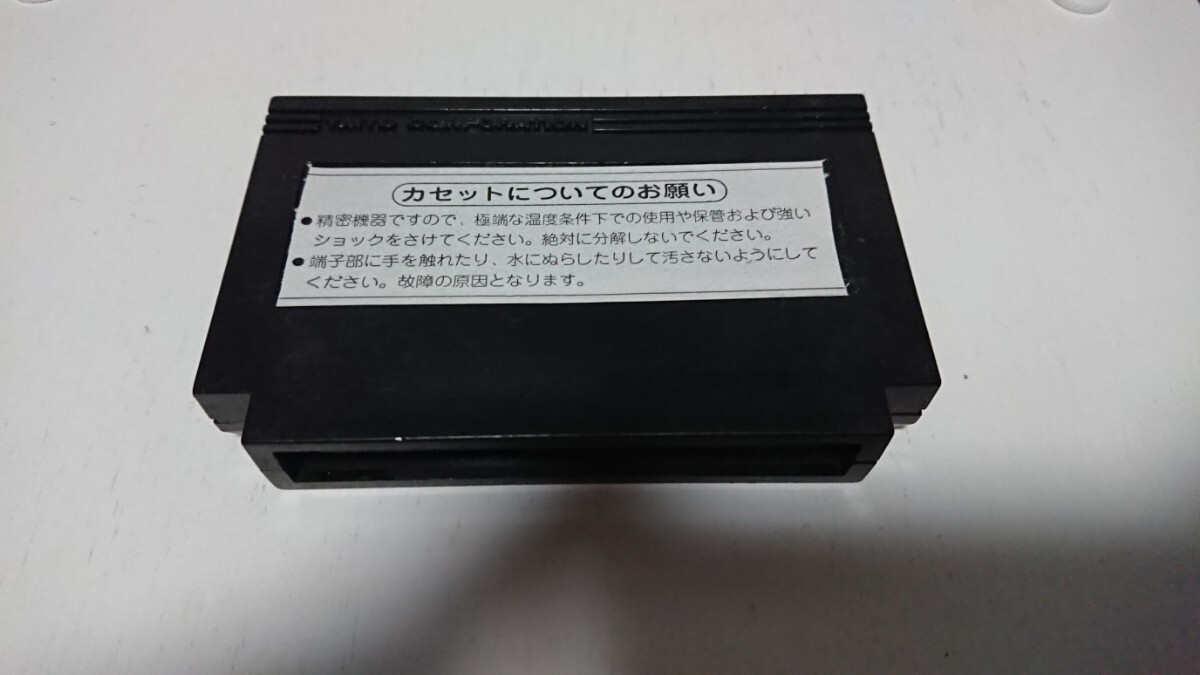 TAITO CORPORATION
カセットについてのお願い
●精密機器ですので、極端な温度条件下での使用や保管および強い
ショックをさけてください。絶対に分解しないでください。
●端子部に手を触れたり、水にぬらしたりして汚さないようにして
ください。故障の原因となります。